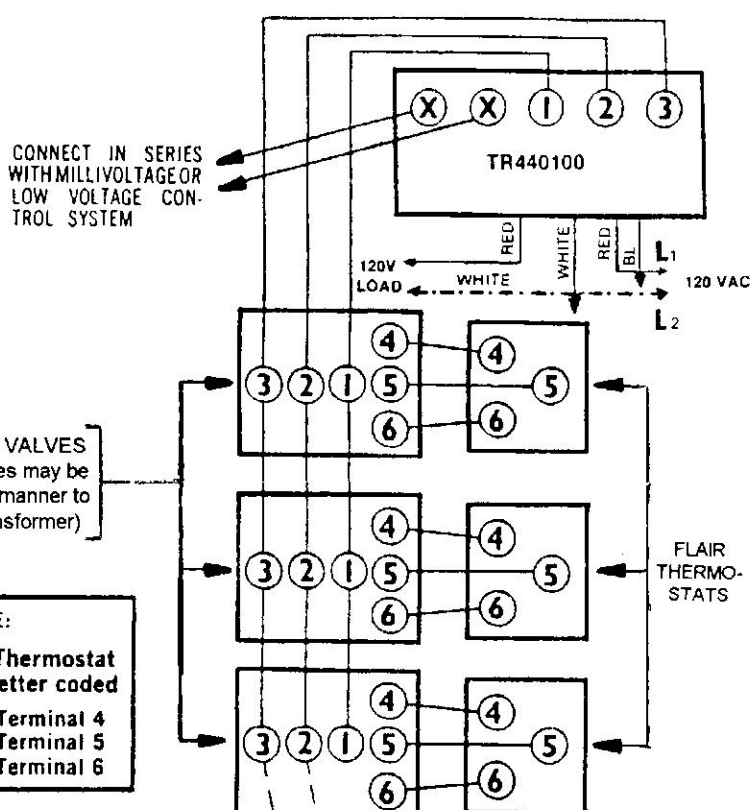 X X 1 2 3
TR440100
CONNECT IN SERIES
WITH MILLIVOLTAGE OR
LOW VOLTAGE CON-
TROL SYSTEM
RED
WHITE
RED
BL
L1
120V
LOAD
WHITE
120 VAC
L2
3 2 1 4 5 6
4 5 6
VALVES
es may be
manner to
nsformer)
3 2 1 4 5 6
4 5 6
FLAIR
THERMO-
STATS
E:
Thermostat
etter coded
Terminal 4
Terminal 5
Terminal 6
3 2 1 4 5 6
4 5 6